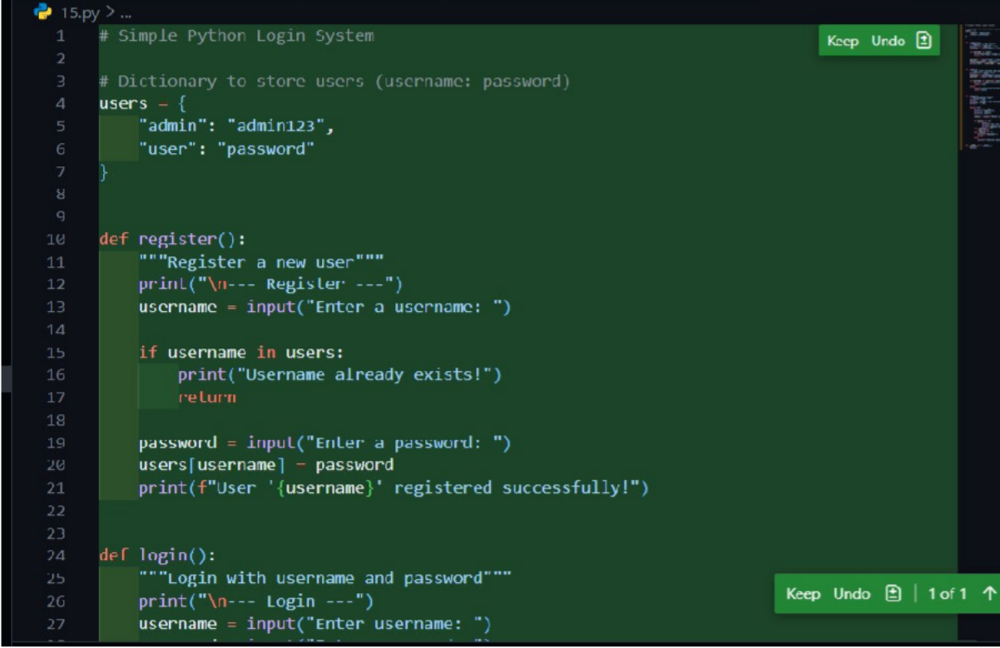 15.py > ...
1 # Simple Python Login System
Keep Undo
2
3 # Dictionary to store users (username: password)
4 users = {
5 "admin": "admin123",
6 "user": "password"
7 }
8
9
10 def register():
11 """Register a new user"""
12 print("\n--- Register ---")
13 username = input("Enter a username: ")
14
15 if username in users:
16 print("Username already exists!")
17 return
18
19 password = input("Enter a password: ")
20 users[username] = password
21 print(f"User '{username}' registered successfully!")
22
23
24 def login():
25 """Login with username and password"""
26 print("\n--- Login ---")
Keep Undo | 1 of 1 ↑
27 username = input("Enter username: ")